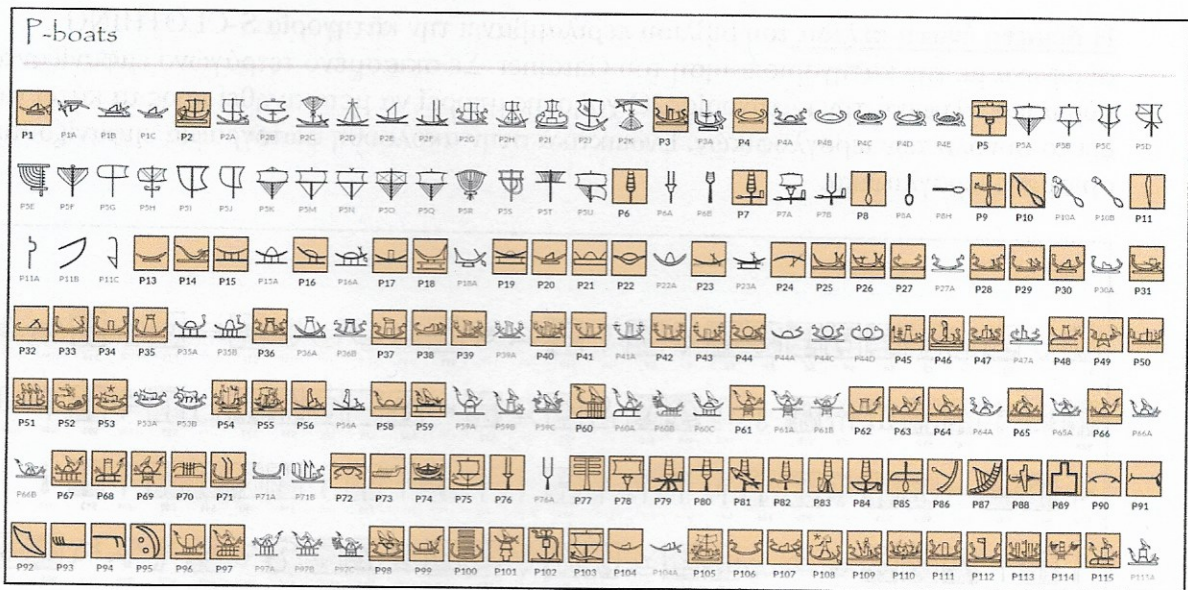 P-boats
P1 P1A P1B P1C P2 P2A P2B P2C P2D P2E P2F P2G P2H P2I P2J P2K P3 P3A P4 P4A P4B P4C P4D P4E P5 P5A P5B P5C P5D
P5E P5F P5G P5H P5I P5J P5K P5M P5N P5O P5Q P5R P5S P5T P5U P6 P6A P6B P7 P7A P7B P8 P8A P8H P9 P10 P10A P10B P11
P11A P11B P11C P13 P14 P15 P15A P16 P16A P17 P18 P18A P19 P20 P21 P22 P22A P23 P23A P24 P25 P26 P27 P27A P28 P29 P30 P30A P31
P32 P33 P34 P35 P35A P35B P36 P36A P36B P37 P38 P39 P39A P40 P41 P41A P42 P43 P44 P44A P44C P44D P45 P46 P47 P47A P48 P49 P50
P51 P52 P53 P53A P53B P54 P55 P56 P56A P58 P59 P58A P59B P59C P60 P60A P60B P60C P61 P61A P61B P62 P63 P64 P64A P65 P65A P66 P66A
P66B P67 P68 P69 P70 P71 P71A P71B P72 P73 P74 P75 P76 P76A P77 P78 P79 P80 P81 P82 P83 P84 P85 P86 P87 P88 P89 P90 P91
P92 P93 P94 P95 P96 P97 P97A P97B P97C P98 P99 P100 P101 P102 P103 P104 P104A P105 P106 P107 P108 P109 P110 P111 P112 P113 P114 P115 P115A